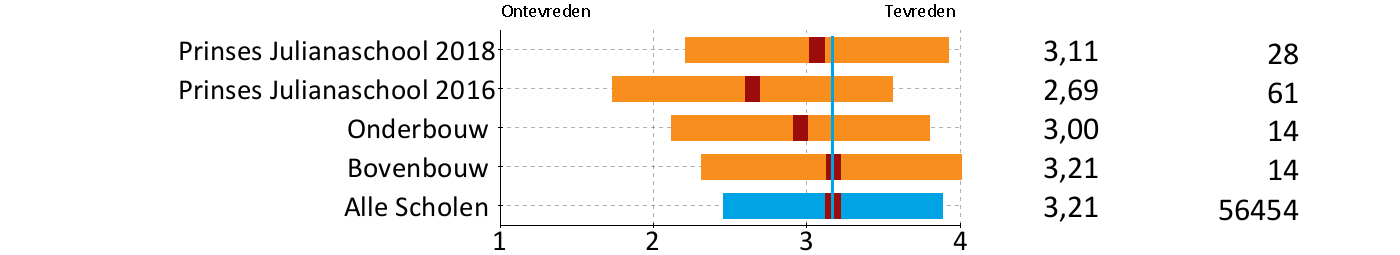 Ontevreden Tevreden
Prinses Julianaschool 2018 3,11 28
Prinses Julianaschool 2016 2,69 61
Onderbouw 3,00 14
Bovenbouw 3,21 14
Alle Scholen 3,21 56454
1 2 3 4